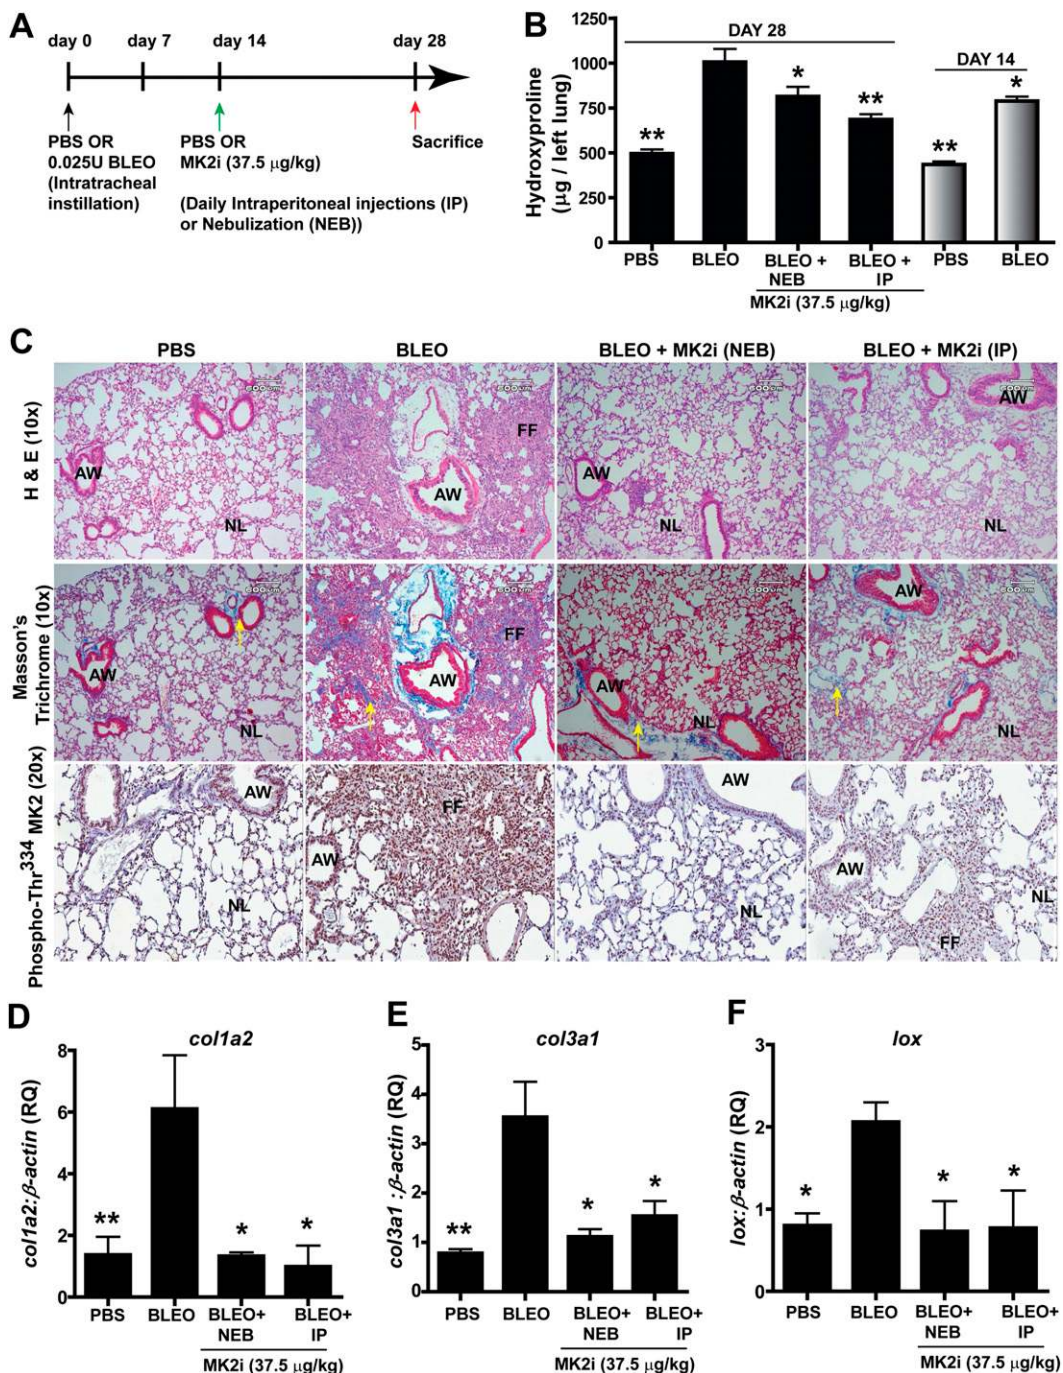 A
day 0 day 7 day 14 day 28
PBS OR
0.025U BLEO
(Intratracheal
instillation)
PBS OR
MK2i (37.5 μg/kg)
(Daily Intraperitoneal injections (IP)
or Nebulization (NEB))
Sacrifice
B
Hydroxyproline
(μg / left lung)
1250
1000
750
500
250
0
DAY 28
DAY 14
** * ** ** *
PBS BLEO BLEO + NEB BLEO + IP PBS BLEO
MK2i (37.5 μg/kg)
C
PBS BLEO BLEO + MK2i (NEB) BLEO + MK2i (IP)
H & E (10x)
600um 600um 600um 600um
AW NL
AW FF
AW NL
AW NL
Masson's
Trichrome (10x)
600um 600um 600um 600um
AW NL
AW FF
AW NL
AW NL
Phospho-Thr334 MK2 (20x)
AW NL
AW FF
AW NL
AW NL FF
D
col1a2
col1a2:β-actin (RQ)
8
6
4
2
0
** * *
PBS BLEO BLEO+ NEB BLEO+ IP
MK2i (37.5 μg/kg)
E
col3a1
col3a1 :β-actin (RQ)
5
4
3
2
1
0
** * *
PBS BLEO BLEO+ NEB BLEO+ IP
MK2i (37.5 μg/kg)
F
lox
lox:β-actin (RQ)
3
2
1
0
* * *
PBS BLEO BLEO+ NEB BLEO+ IP
MK2i (37.5 μg/kg)